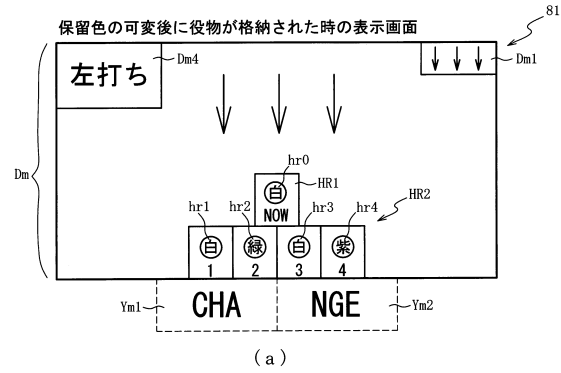 保留色の可変後に役物が格納された時の表示画面
81
左打ち
Dm4
Dm1
Dm
hr0
白
NOW
HR1
hr1
hr2
hr3
hr4
HR2
白
緑
白
紫
1
2
3
4
Ym1
CHA
NGE
Ym2
(a)